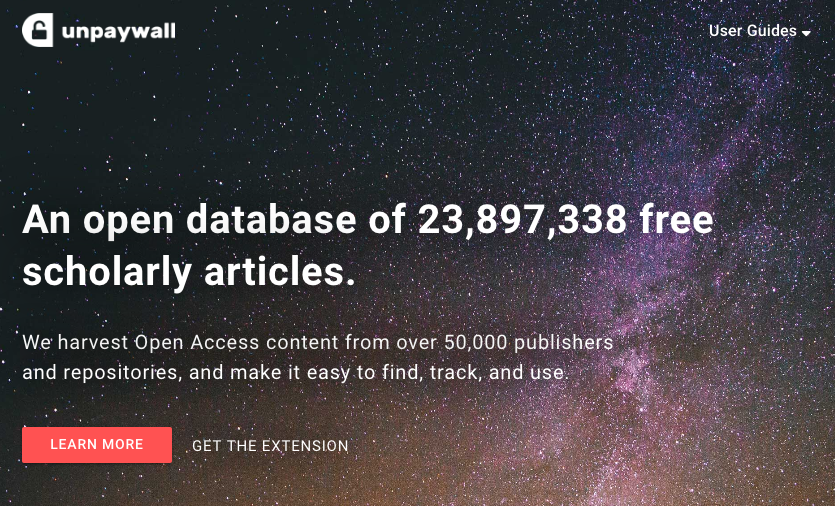 unpaywall
User Guides
An open database of 23,897,338 free
scholarly articles.
We harvest Open Access content from over 50,000 publishers
and repositories, and make it easy to find, track, and use.
LEARN MORE
GET THE EXTENSION